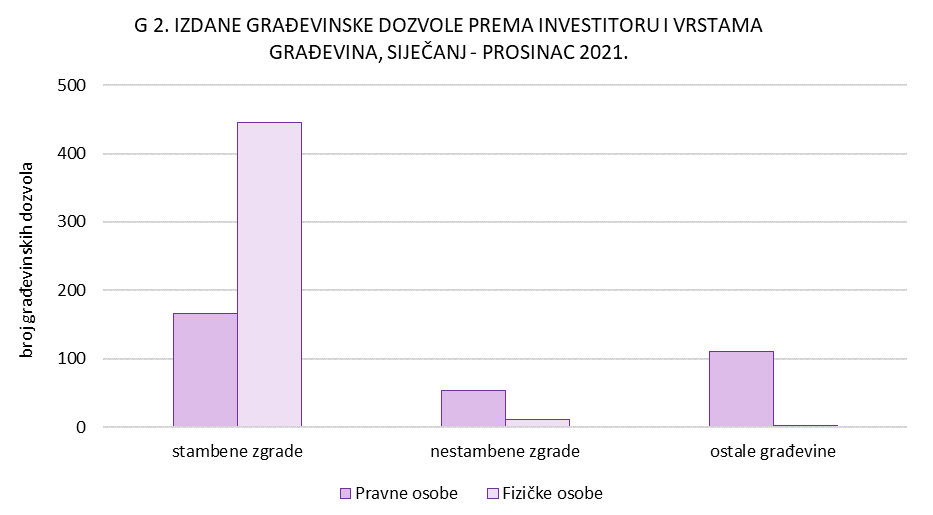 G 2. IZDANE GRAĐEVINSKE DOZVOLE PREMA INVESTITORU I VRSTAMA
GRAĐEVINA, SIJEČANJ - PROSINAC 2021.
broj građevinskih dozvola
500
400
300
200
100
0
stambene zgrade
nestambene zgrade
ostale građevine
Pravne osobe
Fizičke osobe